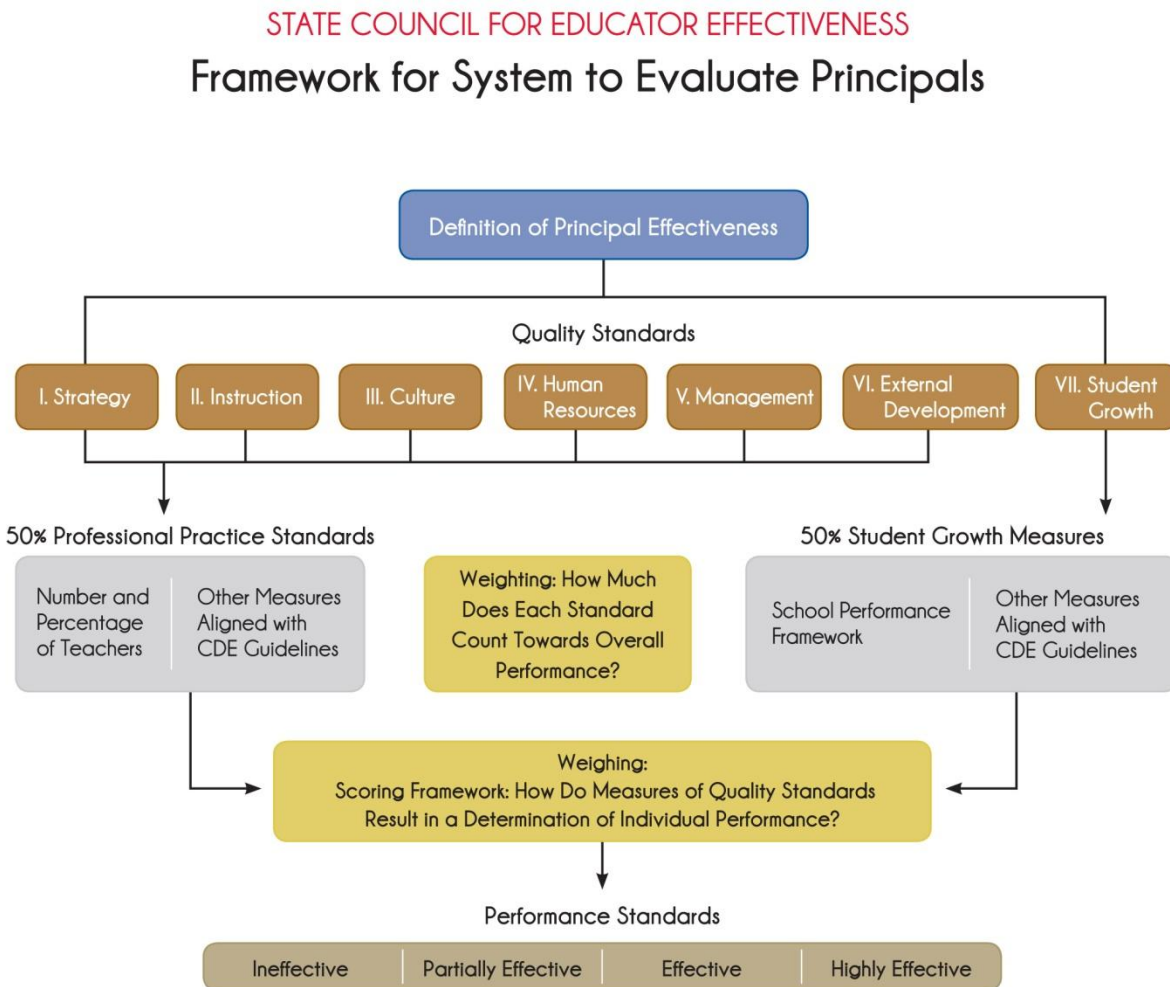 STATE COUNCIL FOR EDUCATOR EFFECTIVENESS
Framework for System to Evaluate Principals
Definition of Principal Effectiveness
Quality Standards
I. Strategy
II. Instruction
III. Culture
IV. Human
Resources
V. Management
VI. External
Development
VII. Student
Growth
50% Professional Practice Standards
Number and
Percentage
of Teachers
Other Measures
Aligned with
CDE Guidelines
Weighting: How Much
Does Each Standard
Count Towards Overall
Performance?
50% Student Growth Measures
School Performance
Framework
Other Measures
Aligned with
CDE Guidelines
Weighing:
Scoring Framework: How Do Measures of Quality Standards
Result in a Determination of Individual Performance?
Performance Standards
Ineffective
Partially Effective
Effective
Highly Effective